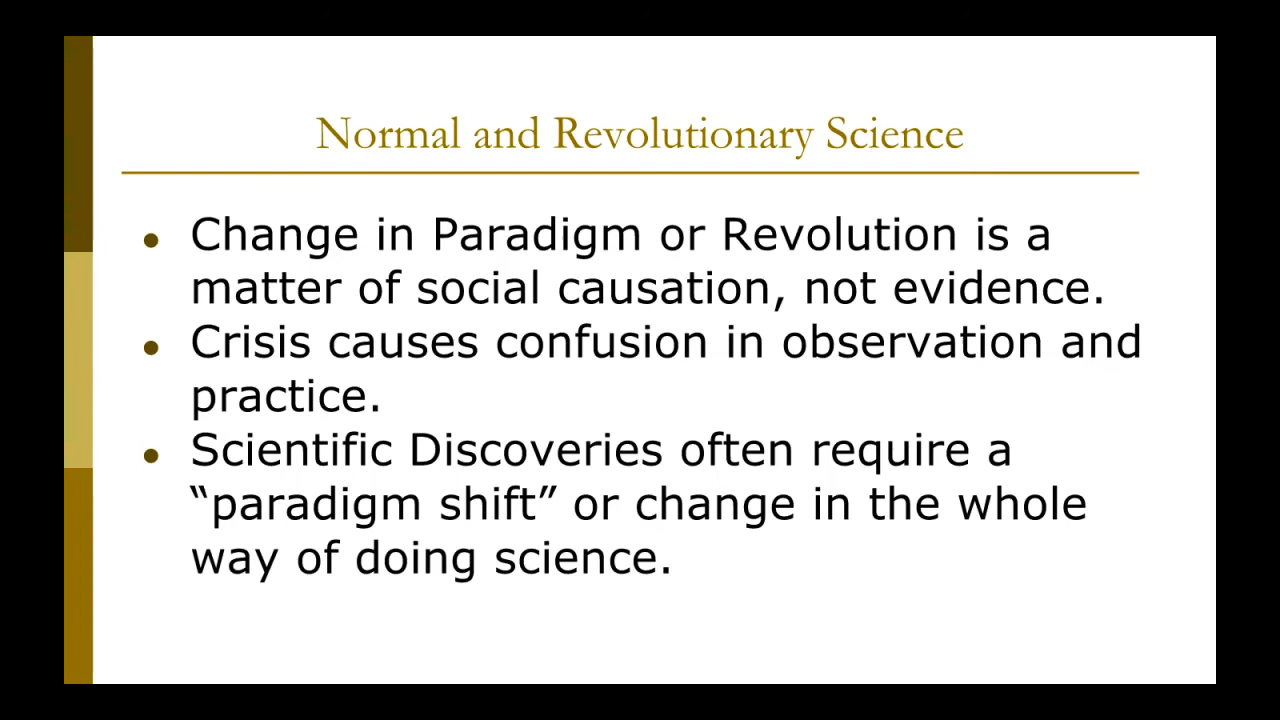 Normal and Revolutionary Science
• Change in Paradigm or Revolution is a
matter of social causation, not evidence.
• Crisis causes confusion in observation and
practice.
• Scientific Discoveries often require a
“paradigm shift” or change in the whole
way of doing science.